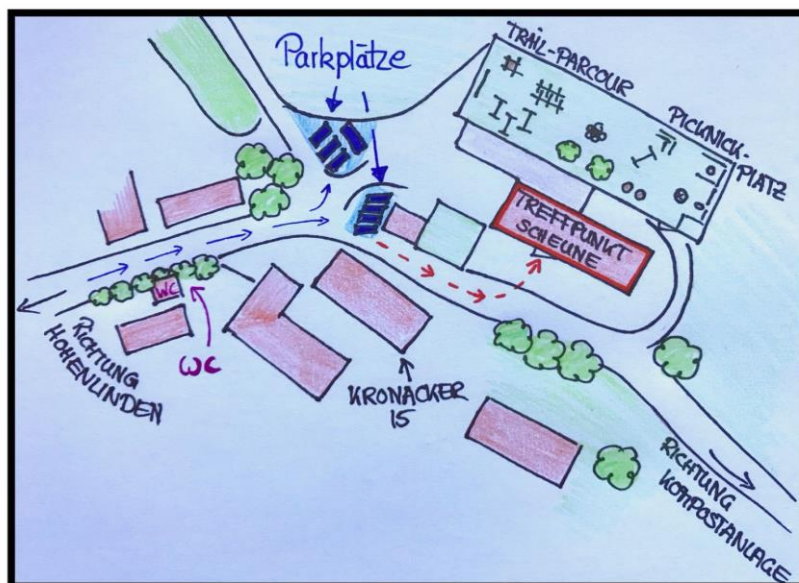 Parkplätze
TRAIL-PARCOUR
PICKNICK-
PLATZ
TREFFPUNKT
SCHEUNE
WC
WC
RICHTUNG
HOHENLINDEN
KRONACKER
15
RICHTUNG
KOMPOSTANLAGE